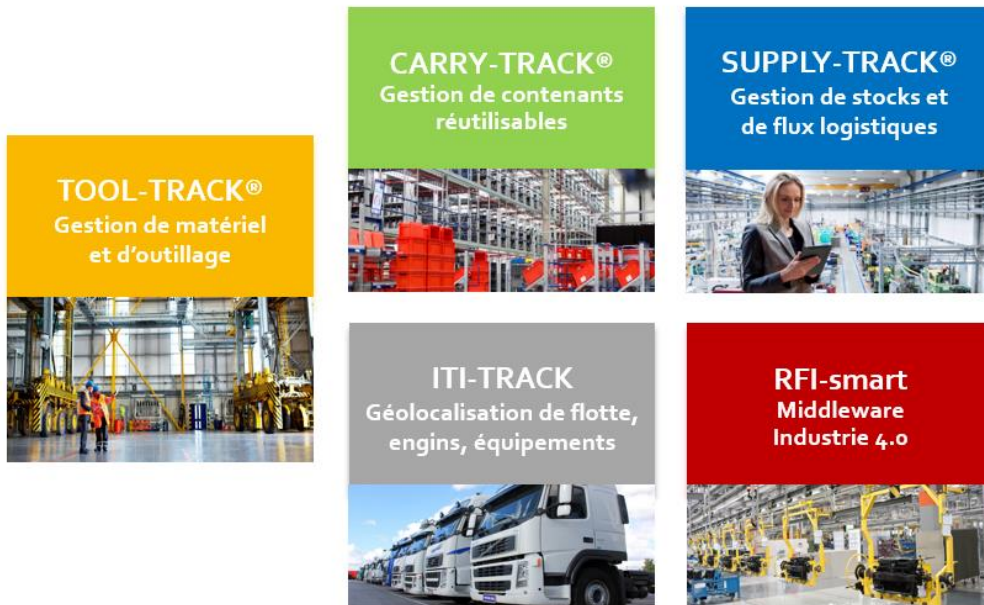 TOOL-TRACK®
Gestion de matériel
et d’outillage
CARRY-TRACK®
Gestion de contenants
réutilisables
SUPPLY-TRACK®
Gestion de stocks et
de flux logistiques
ITI-TRACK
Géolocalisation de flotte,
engins, équipements
RFI-smart
Middleware
Industrie 4.0